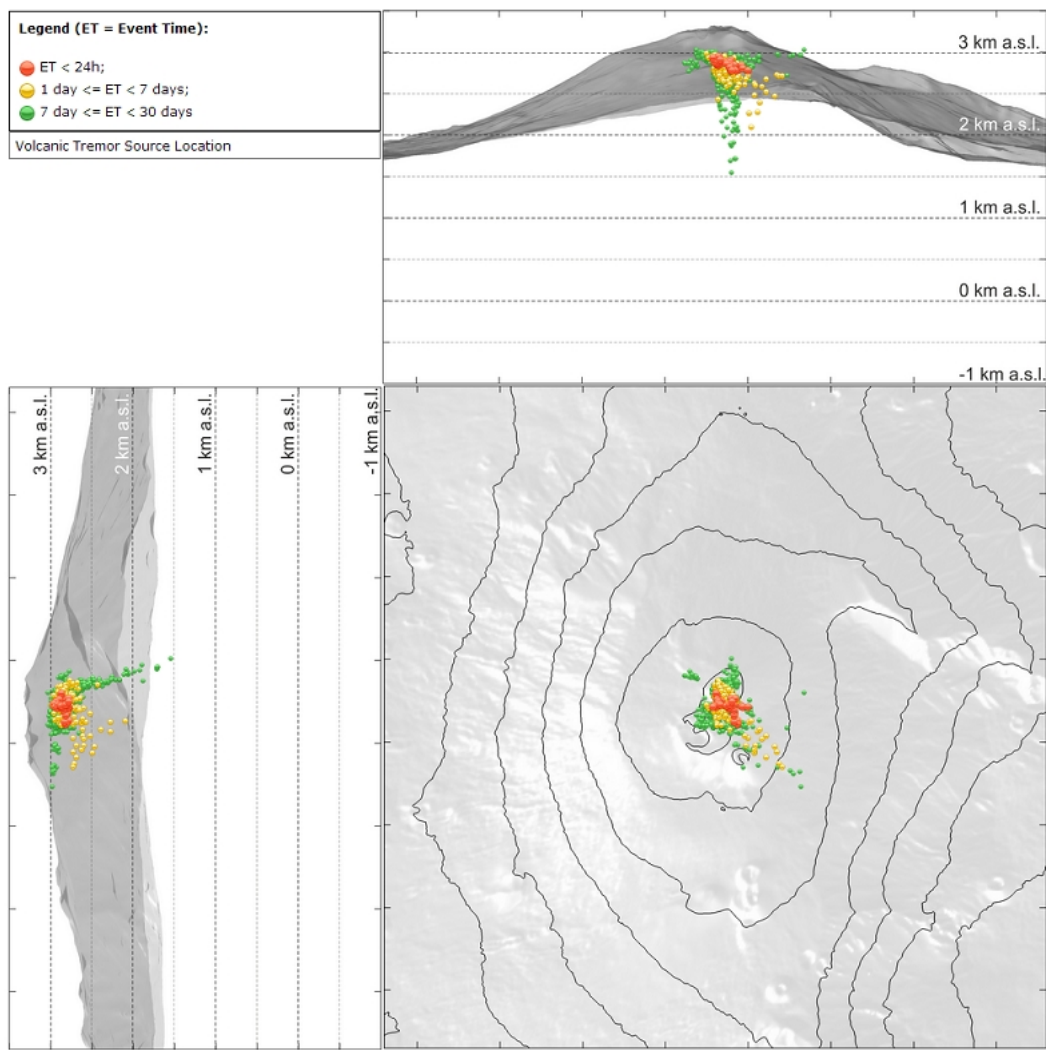 Legend (ET = Event Time):
ET < 24h;
1 day <= ET < 7 days;
7 day <= ET < 30 days
Volcanic Tremor Source Location
3 km a.s.l.
2 km a.s.l.
1 km a.s.l.
0 km a.s.l.
-1 km a.s.l.
3 km a.s.l.
2 km a.s.l.
1 km a.s.l.
0 km a.s.l.
-1 km a.s.l.